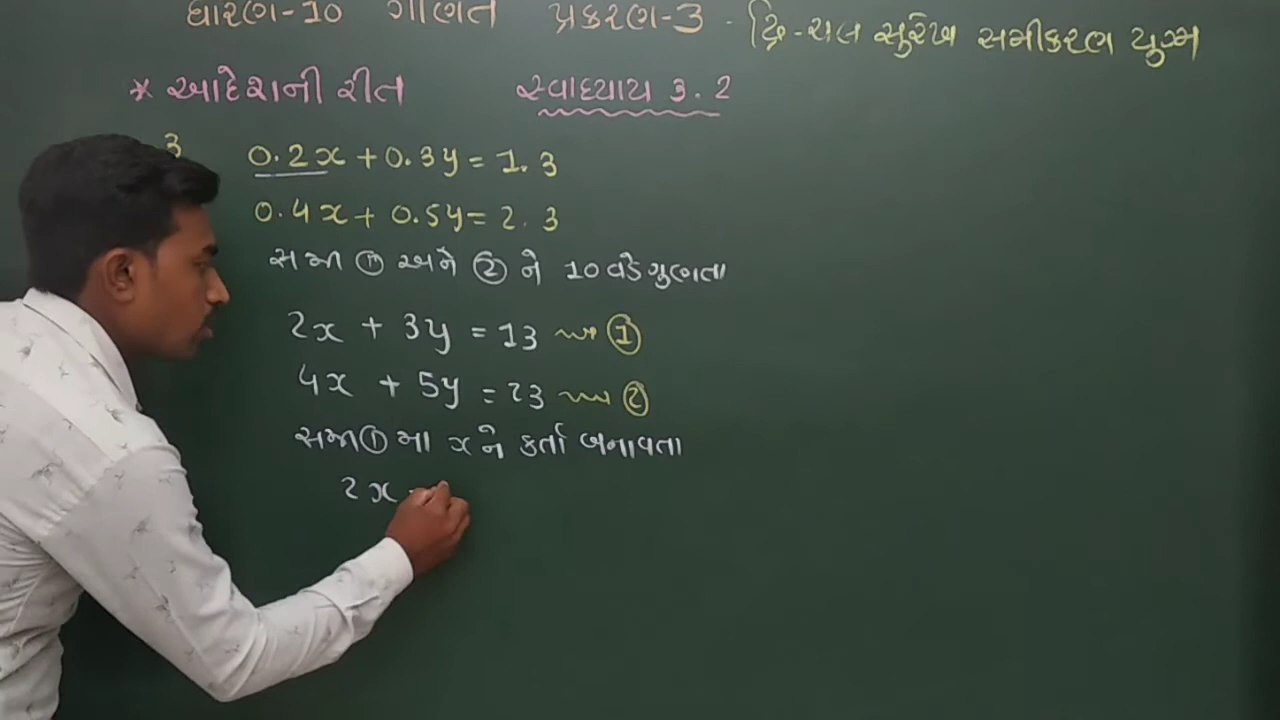 ધોરણ-10 ગણિત પ્રકરણ-3 - દ્વિ-ચલ સુરેખ સમીકરણ યુગ્મ
* આદેશની રીત સ્વાધ્યાય 3.2
3 0.2x + 0.3y = 1.3
0.4x + 0.5y = 2.3
સમી ① અને ② ને 10 વડે ગુણતા
2x + 3y = 13 ①
4x + 5y = 23 ②
સમી ① મા x ને કર્તા બનાવતા
2x